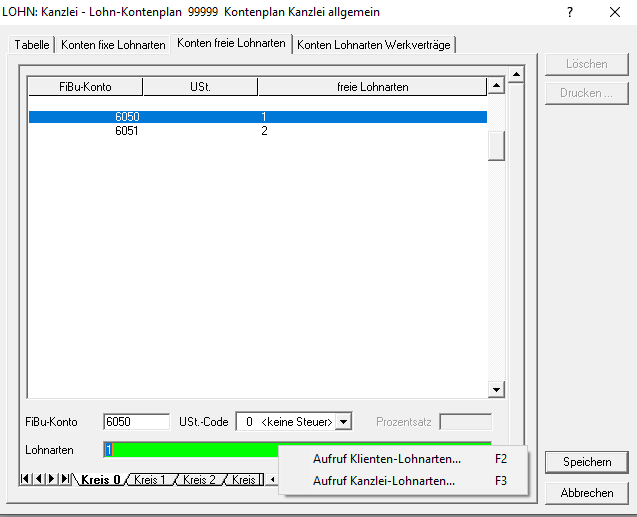 LOHN: Kanzlei - Lohn-Kontenplan 99999 Kontenplan Kanzlei allgemein
Tabelle Konten fixe Lohnarten Konten freie Lohnarten Konten Lohnarten Werkverträge
Löschen
Drucken ...
FiBu-Konto USt. freie Lohnarten
6050 1
6051 2
FiBu-Konto 6050 USt.-Code 0 <keine Steuer> Prozentsatz
Lohnarten 1
Aufruf Klienten-Lohnarten... F2
Aufruf Kanzlei-Lohnarten... F3
Kreis 0 Kreis 1 Kreis 2 Kreis
Speichern
Abbrechen